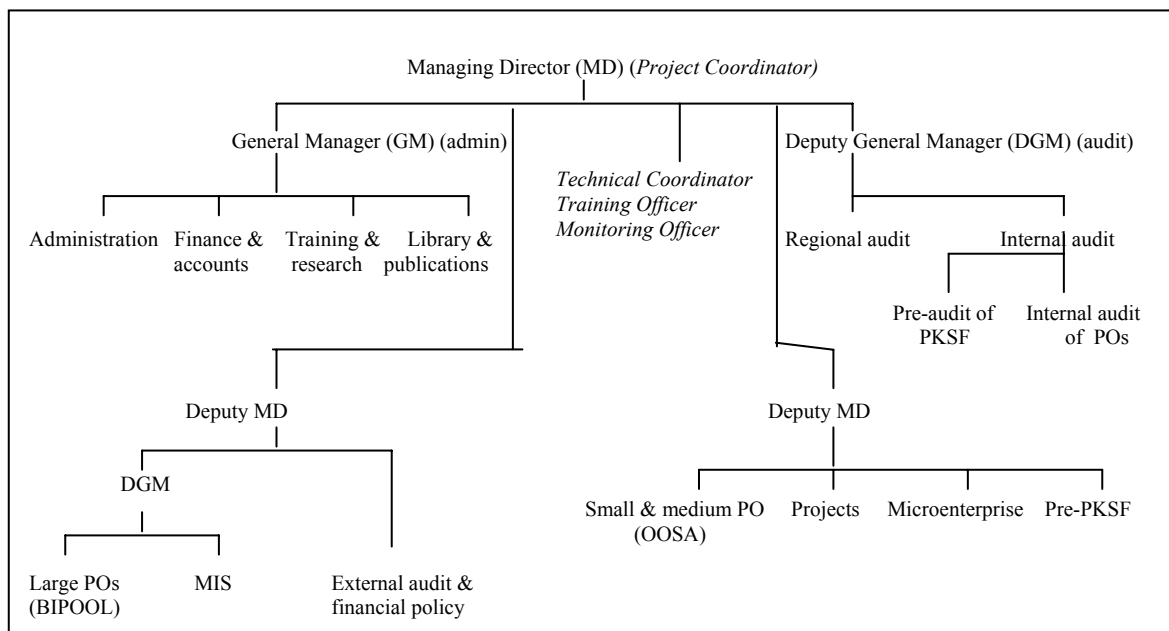 Managing Director (MD) (Project Coordinator)
General Manager (GM) (admin)
Deputy General Manager (DGM) (audit)
Technical Coordinator
Training Officer
Monitoring Officer
Administration
Finance &
accounts
Training &
research
Library &
publications
Regional audit
Internal audit
Pre-audit of
PKSF
Internal audit
of POs
Deputy MD
Deputy MD
DGM
Small & medium PO
(OOSA)
Projects
Microenterprise
Pre-PKSF
Large POs
(BIPOOL)
MIS
External audit &
financial policy